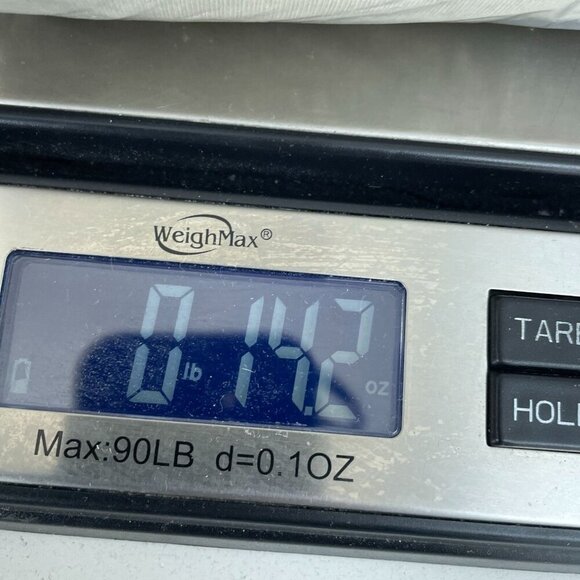 WeighMax®
0 lb 14.2 oz
TARE
HOLD
Max:90LB d=0.1OZ